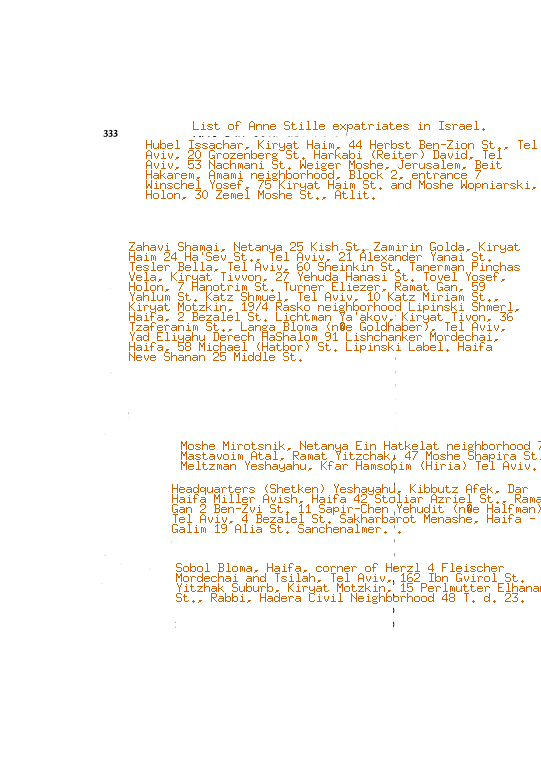 List of Anne Stille expatriates in Israel.
333
Hubel Issachar, Kiryat Haim, 44 Herbst Ben-Zion St., Tel
Aviv, 20 Grozenberg St. Harkabi (Reiter) David, Tel
Aviv, 53 Nachmani St. Weiger Moshe, Jerusalem, Beit
Hakarem, Amami neighborhood, Block 2, entrance 7
Winschel Yosef, 75 Kiryat Haim St. and Moshe Wopniarski,
Holon, 30 Zemel Moshe St., Atlit.
Zahavi Shamai, Netanya 25 Kish St. Zamirin Golda, Kiryat
Haim 24 Ha'Sev St., Tel Aviv, 21 Alexander Yanai St.
Tesler Bella, Tel Aviv, 60 Sheinkin St. Tanerman Pinchas
Vela, Kiryat Tivvon, 27 Yehuda Hanasi St. Tovel Yosef,
Holon, 7 Hanotrim St. Turner Eliezer, Ramat Gan, 59
Yahlum St. Katz Shmuel, Tel Aviv, 10 Katz Miriam St.,
Kiryat Motzkin, 19/4 Rasko neighborhood Lipinski Shmerl,
Haifa, 2 Bezalel St. Lichtman Ya'akov, Kiryat Tivon, 36
Tzaferanim St., Langa Bloma (n�e Goldhaber), Tel Aviv,
Yad Eliyahu Derech HaShalom 91 Lishchanker Mordechai,
Haifa, 58 Michael (Hatbor) St. Lipinski Label. Haifa
Neve Shanan 25 Middle St.
Moshe Mirotsnik, Netanya Ein Hatkelat neighborhood 7
Mastavoim Atal, Ramat Yitzchak, 47 Moshe Shapira St.
Meltzman Yeshayahu, Kfar Hamsobim (Hiria) Tel Aviv.
Headquarters (Shetken) Yeshayahu, Kibbutz Afek, Dar
Haifa Miller Avish, Haifa 42 Stoliar Azriel St., Rama
Gan 2 Ben-Zvi St. 11 Sapir-Chen Yehudit (n�e Halfman)
Tel Aviv, 4 Bezalel St. Sakharbarot Menashe, Haifa -
Galim 19 Alia St. Sanchenalmer.
Sobol Bloma, Haifa, corner of Herzl 4 Fleischer
Mordechai and Tsilah, Tel Aviv, 162 Ibn Gvirol St.
Yitzhak Suburb, Kiryat Motzkin, 15 Perlmutter Elhanan
St., Rabbi, Hadera Civil Neighborhood 48 T. d. 23.